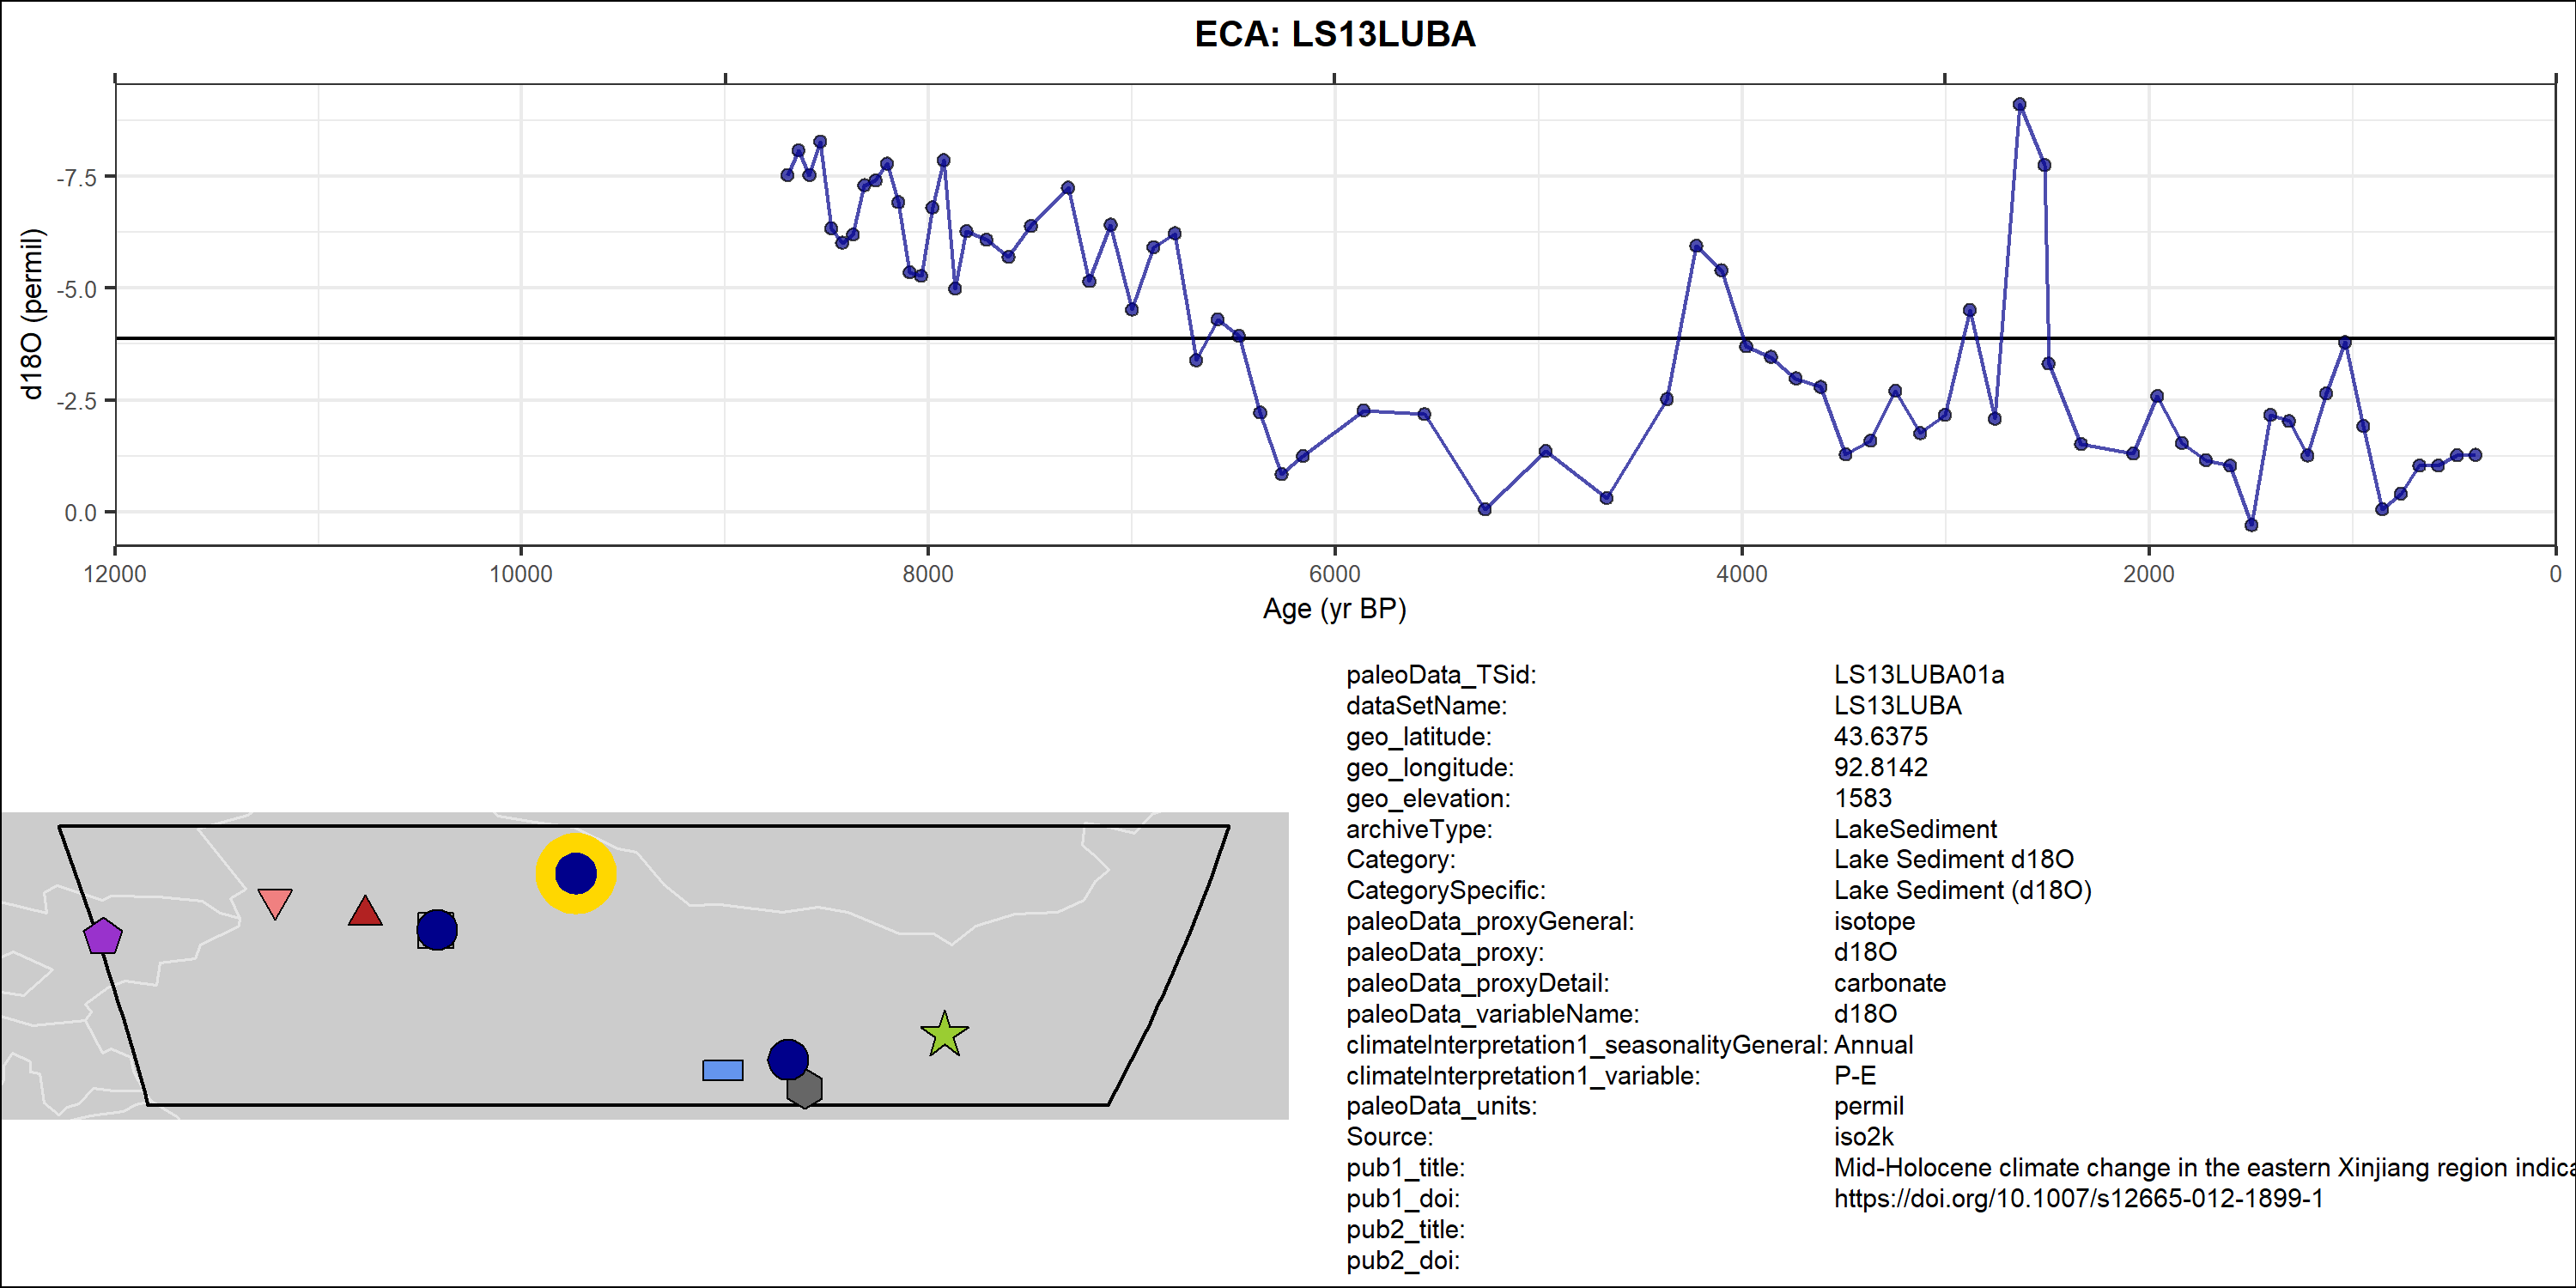 ECA: LS13LUBA
d18O (permil)
-7.5
-5.0
-2.5
0.0
12000 10000 8000 6000 4000 2000 0
Age (yr BP)
paleoData_TSid: LS13LUBA01a
dataSetName: LS13LUBA
geo_latitude: 43.6375
geo_longitude: 92.8142
geo_elevation: 1583
archiveType: LakeSediment
Category: Lake Sediment d18O
CategorySpecific: Lake Sediment (d18O)
paleoData_proxyGeneral: isotope
paleoData_proxy: d18O
paleoData_proxyDetail: carbonate
paleoData_variableName: d18O
climateInterpretation1_seasonalityGeneral: Annual
climateInterpretation1_variable: P-E
paleoData_units: permil
Source: iso2k
pub1_title: Mid-Holocene climate change in the eastern Xinjiang region indica
pub1_doi: https://doi.org/10.1007/s12665-012-1899-1
pub2_title:
pub2_doi: